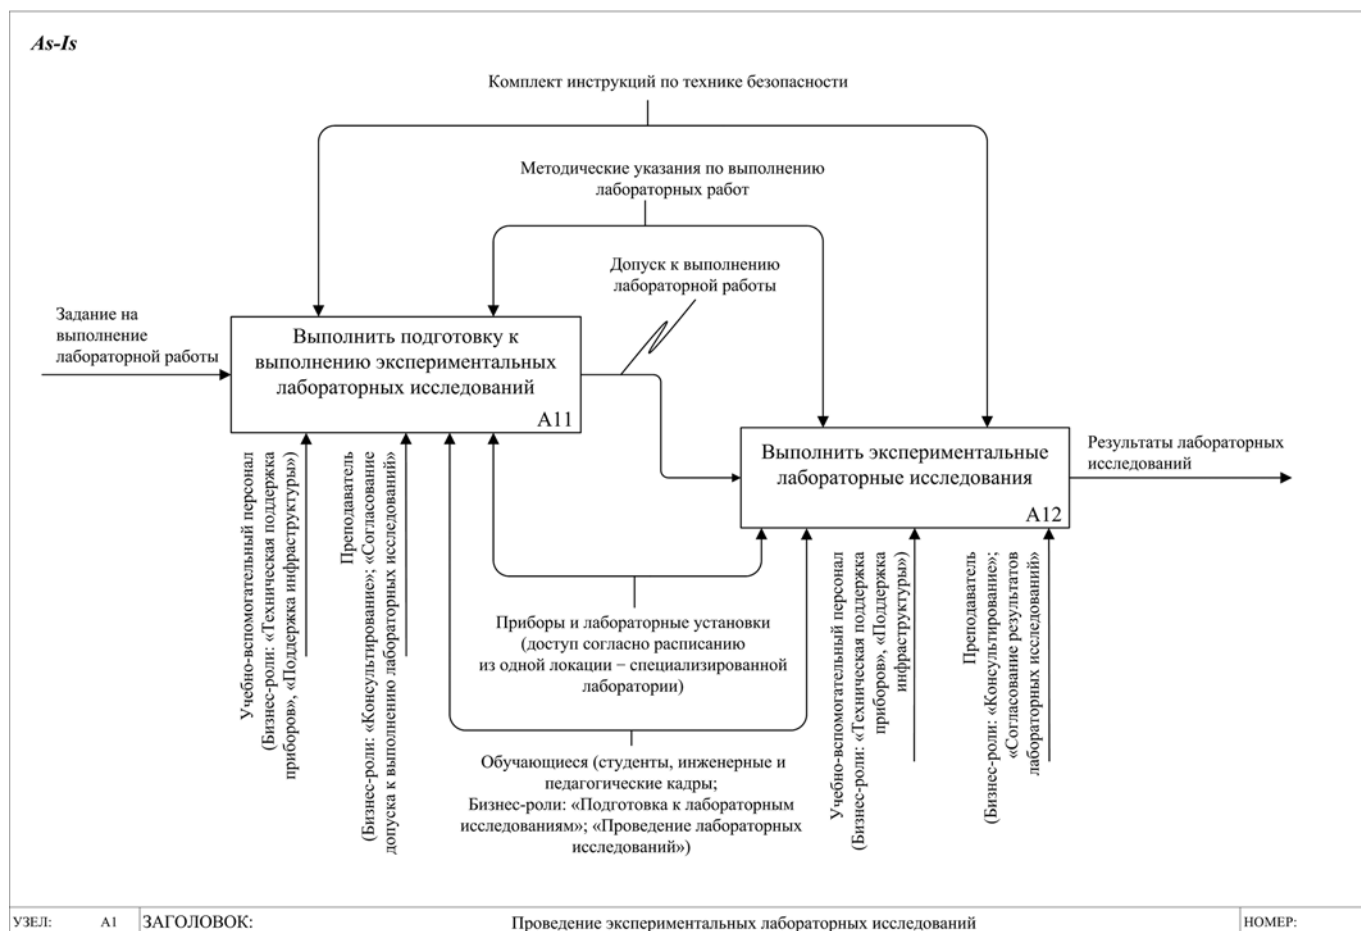 As-Is
Комплект инструкций по технике безопасности
Методические указания по выполнению
лабораторных работ
Допуск к выполнению
лабораторной работы
Задание на
выполнение
лабораторной работы
Выполнить подготовку к
выполнению экспериментальных
лабораторных исследований
A11
Выполнить экспериментальные
лабораторные исследования
A12
Результаты лабораторных
исследований
Учебно-вспомогательный персонал
(Бизнес-роли: «Техническая поддержка
приборов», «Поддержка инфраструктуры»)
Преподаватель
(Бизнес-роли: «Консультирование»; «Согласование
допуска к выполнению лабораторных исследований»
Приборы и лабораторные установки
(доступ согласно расписанию
из одной локации – специализированной
лаборатории)
Обучающиеся (студенты, инженерные и
педагогические кадры;
Бизнес-роли: «Подготовка к лабораторным
исследованиям»; «Проведение лабораторных
исследований»)
Учебно-вспомогательный персонал
(Бизнес-роли: «Техническая поддержка
приборов», «Поддержка
инфраструктуры»)
Преподаватель
(Бизнес-роли: «Консультирование»;
«Согласование результатов
лабораторных исследований»
УЗЕЛ: A1 ЗАГОЛОВОК: Проведение экспериментальных лабораторных исследований НОМЕР: